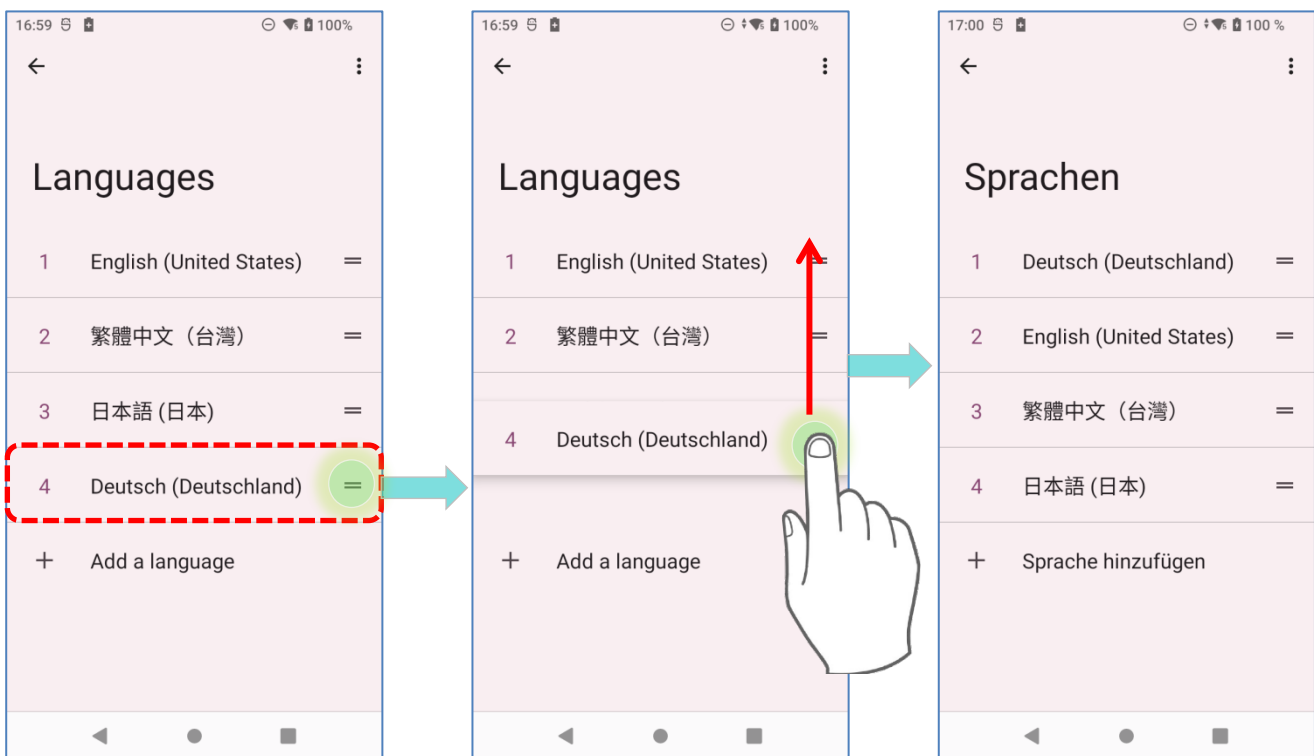 16:59 100%
Languages
1 English (United States)
2 繁體中文（台灣）
3 日本語 (日本)
4 Deutsch (Deutschland)
+ Add a language
16:59 100%
Languages
1 English (United States)
2 繁體中文（台灣）
4 Deutsch (Deutschland)
+ Add a language
17:00 100 %
Sprachen
1 Deutsch (Deutschland)
2 English (United States)
3 繁體中文（台灣）
4 日本語 (日本)
+ Sprache hinzufügen